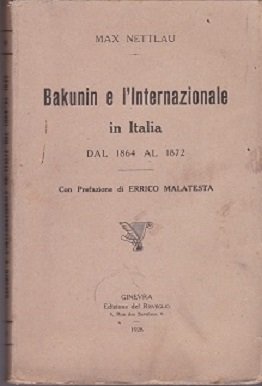 MAX NETTLAU
Bakunin e l'Internazionale
in Italia
DAL 1864 AL 1872
Con Prefazione di ERRICO MALATESTA
GINEVRA
Edizione del Risveglio
1928